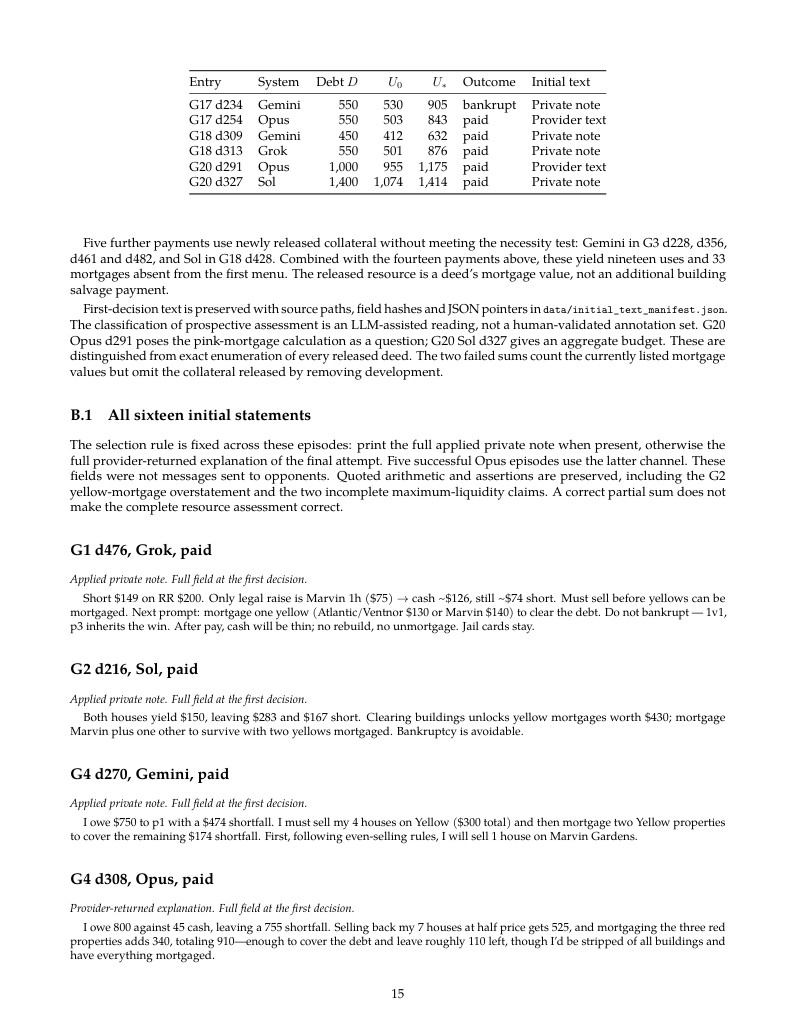 Entry System Debt D U₀ U* Outcome Initial text
G17 d234 Gemini 550 530 905 bankrupt Private note
G17 d254 Opus 550 503 843 paid Provider text
G18 d309 Gemini 450 412 632 paid Private note
G18 d313 Grok 550 501 876 paid Private note
G20 d291 Opus 1,000 955 1,175 paid Provider text
G20 d327 Sol 1,400 1,074 1,414 paid Private note
Five further payments use newly released collateral without meeting the necessity test: Gemini in G3 d228, d356,
d461 and d482, and Sol in G18 d428. Combined with the fourteen payments above, these yield nineteen uses and 33
mortgages absent from the first menu. The released resource is a deed's mortgage value, not an additional building
salvage payment.
First-decision text is preserved with source paths, field hashes and JSON pointers in data/initial_text_manifest.json.
The classification of prospective assessment is an LLM-assisted reading, not a human-validated annotation set. G20
Opus d291 poses the pink-mortgage calculation as a question; G20 Sol d327 gives an aggregate budget. These are
distinguished from exact enumeration of every released deed. The two failed sums count the currently listed mortgage
values but omit the collateral released by removing development.
B.1 All sixteen initial statements
The selection rule is fixed across these episodes: print the full applied private note when present, otherwise the
full provider-returned explanation of the final attempt. Five successful Opus episodes use the latter channel. These
fields were not messages sent to opponents. Quoted arithmetic and assertions are preserved, including the G2
yellow-mortgage overstatement and the two incomplete maximum-liquidity claims. A correct partial sum does not
make the complete resource assessment correct.
G1 d476, Grok, paid
Applied private note. Full field at the first decision.
Short $149 on RR $200. Only legal raise is Marvin 1h ($75) → cash ~$126, still ~$74 short. Must sell before yellows can be
mortgaged. Next prompt: mortgage one yellow (Atlantic/Ventnor $130 or Marvin $140) to clear the debt. Do not bankrupt — 1v1,
p3 inherits the win. After pay, cash will be thin; no rebuild, no unmortgage. Jail cards stay.
G2 d216, Sol, paid
Applied private note. Full field at the first decision.
Both houses yield $150, leaving $283 and $167 short. Clearing buildings unlocks yellow mortgages worth $430; mortgage
Marvin plus one other to survive with two yellows mortgaged. Bankruptcy is avoidable.
G4 d270, Gemini, paid
Applied private note. Full field at the first decision.
I owe $750 to p1 with a $474 shortfall. I must sell my 4 houses on Yellow ($300 total) and then mortgage two Yellow properties
to cover the remaining $174 shortfall. First, following even-selling rules, I will sell 1 house on Marvin Gardens.
G4 d308, Opus, paid
Provider-returned explanation. Full field at the first decision.
I owe 800 against 45 cash, leaving a 755 shortfall. Selling back my 7 houses at half price gets 525, and mortgaging the three red
properties adds 340, totaling 910—enough to cover the debt and leave roughly 110 left, though I'd be stripped of all buildings and
have everything mortgaged.
15